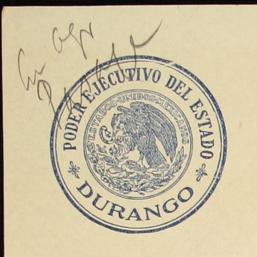 PODER EJECUTIVO DEL ESTADO
ESTADOS UNIDOS MEXICANOS
DURANGO